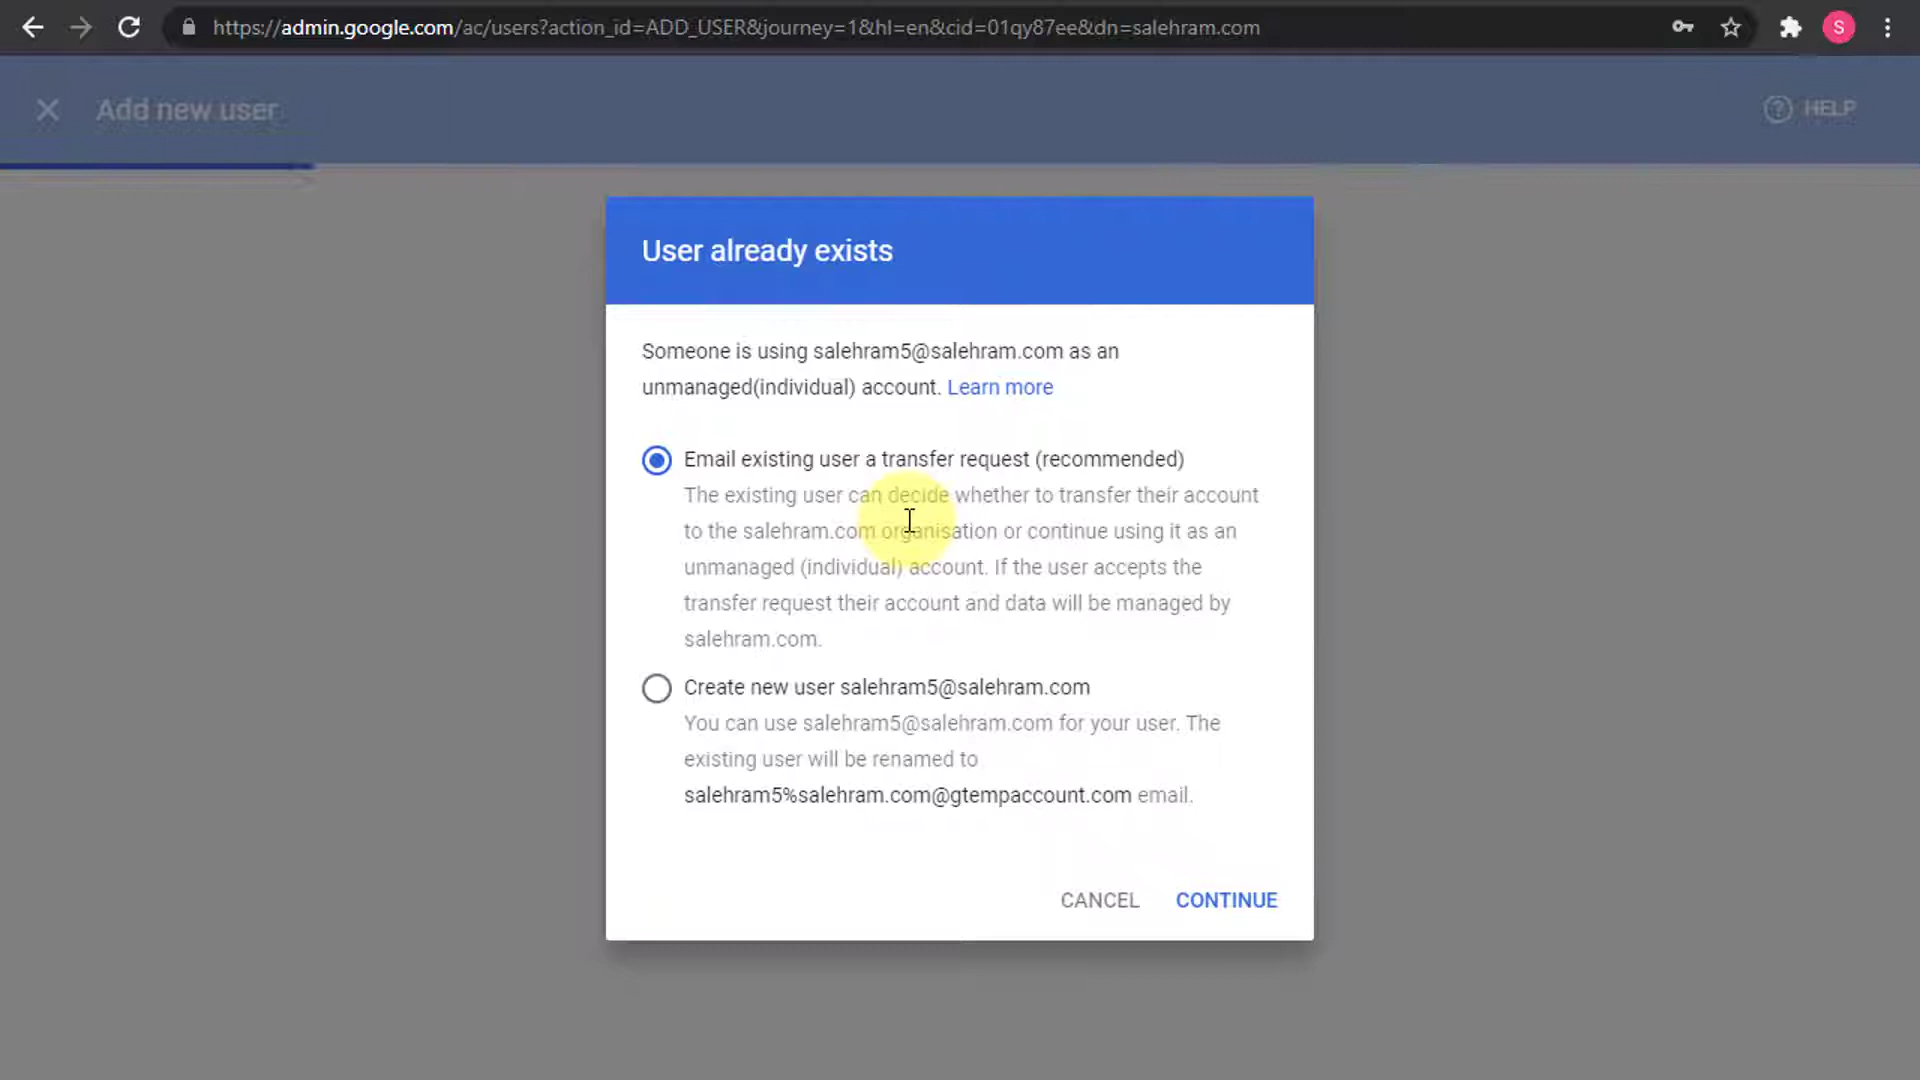 https://admin.google.com/ac/users?action_id=ADD_USER&journey=1&hl=en&cid=01qy87ee&dn=salehram.com
S
Add new user
HELP
User already exists
Someone is using salehram5@salehram.com as an
unmanaged(individual) account. Learn more
Email existing user a transfer request (recommended)
The existing user can decide whether to transfer their account
to the salehram.com organisation or continue using it as an
unmanaged (individual) account. If the user accepts the
transfer request their account and data will be managed by
salehram.com.
Create new user salehram5@salehram.com
You can use salehram5@salehram.com for your user. The
existing user will be renamed to
salehram5%salehram.com@gtempaccount.com email.
CANCEL CONTINUE